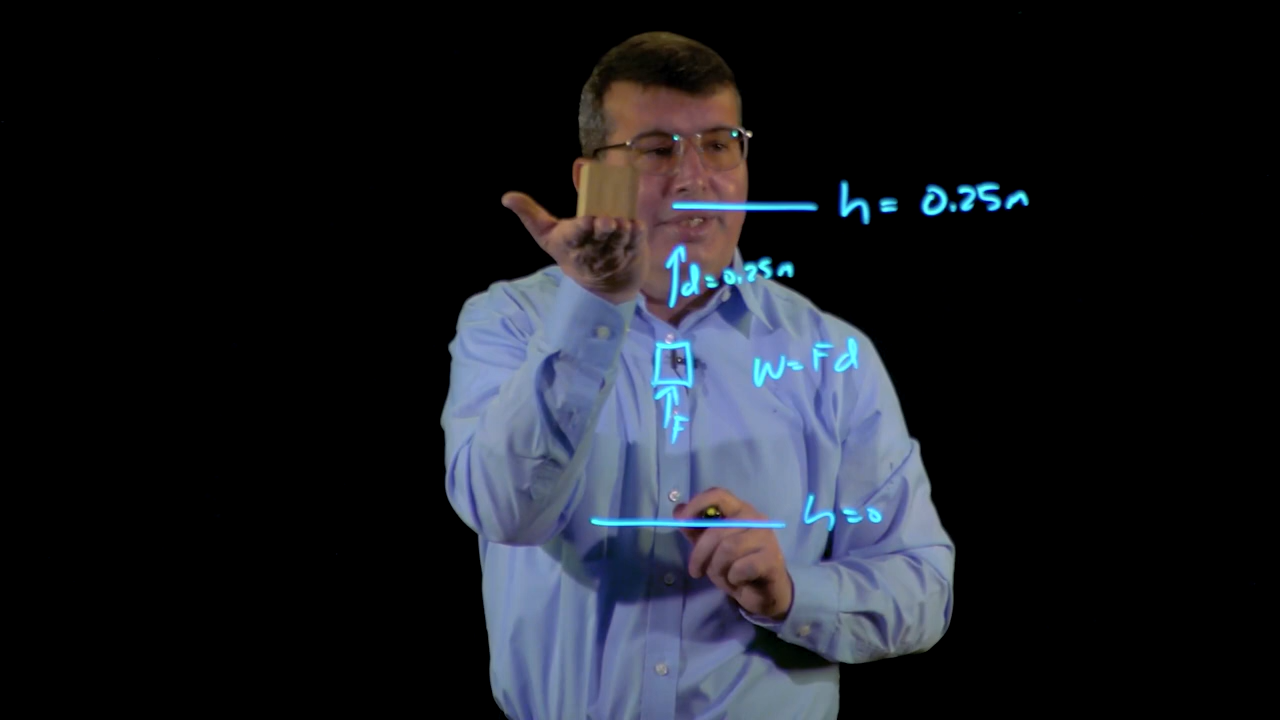 h = 0.25m
d = 0.25m
W = Fd
F
h = 0